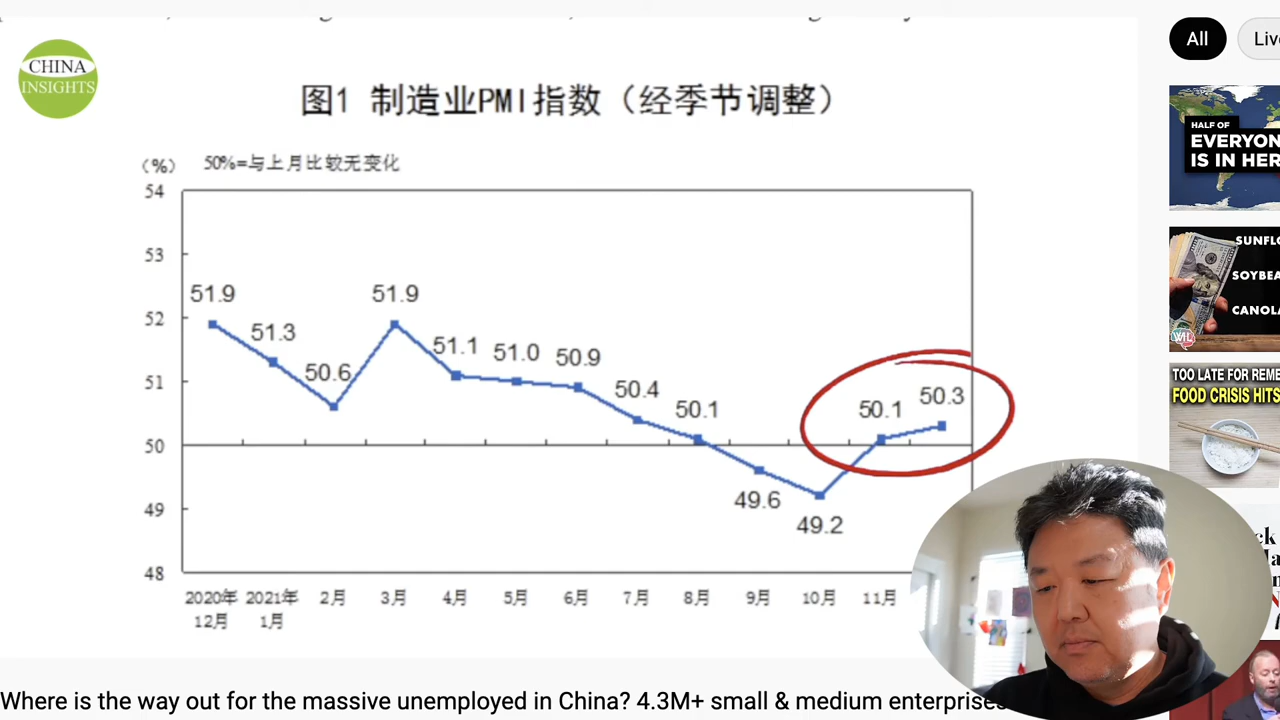 CHINA
INSIGHTS
图1 制造业PMI指数（经季节调整）
(%) 50%=与上月比较无变化
54
53
52
51
50
49
48
51.9
51.3
50.6
51.9
51.1
51.0
50.9
50.4
50.1
49.6
49.2
50.1
50.3
2020年 2021年 2月 3月 4月 5月 6月 7月 8月 9月 10月 11月
12月 1月
Where is the way out for the massive unemployed in China? 4.3M+ small & medium enterprises
All
Live
HALF OF
EVERYON
IS IN HER
SUNFLO
SOYBEA
CANOLA
TOO LATE FOR REME
FOOD CRISIS HITS